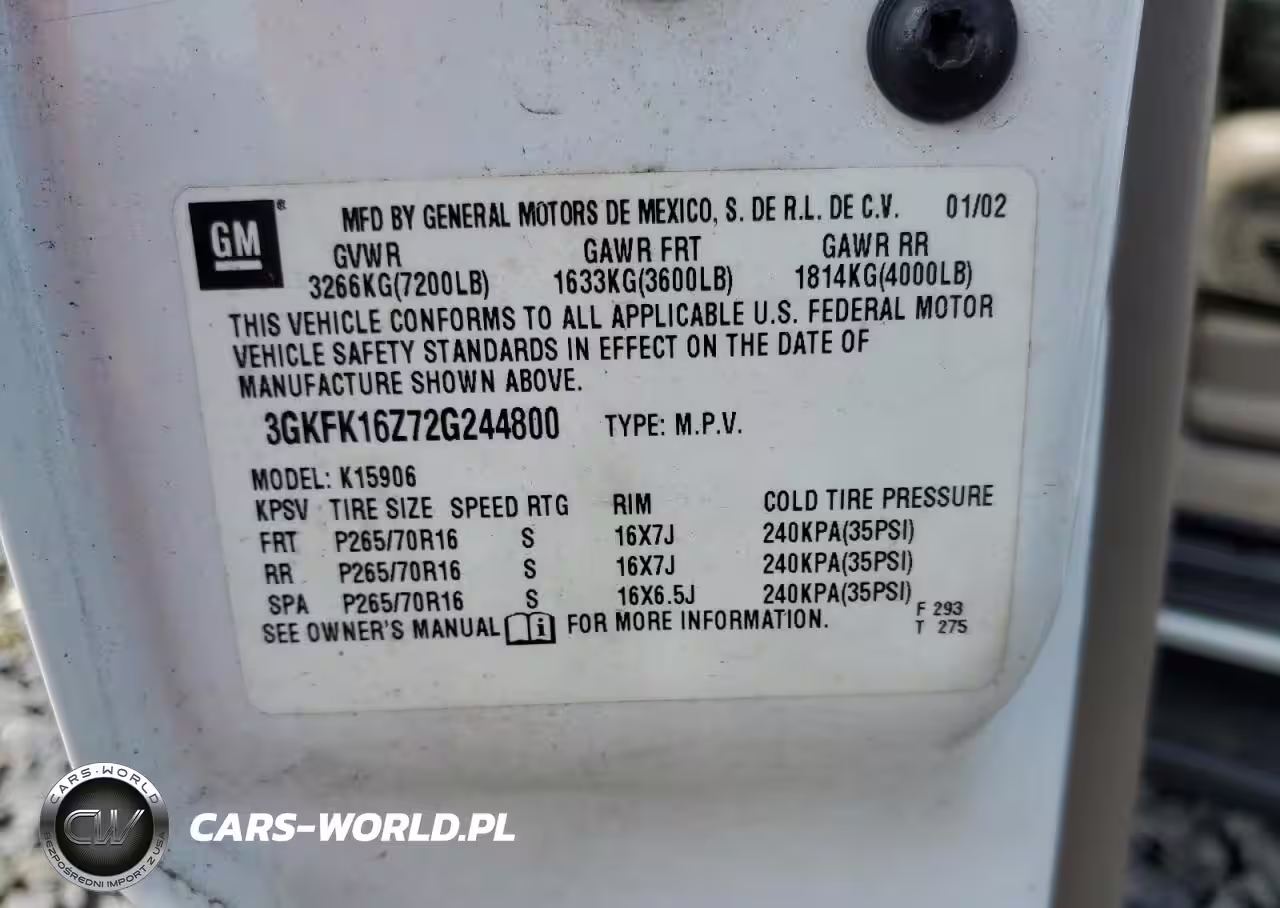 GM®
MFD BY GENERAL MOTORS DE MEXICO, S. DE R.L. DE C.V. 01/02
GVWR GAWR FRT GAWR RR
3266KG(7200LB) 1633KG(3600LB) 1814KG(4000LB)
THIS VEHICLE CONFORMS TO ALL APPLICABLE U.S. FEDERAL MOTOR
VEHICLE SAFETY STANDARDS IN EFFECT ON THE DATE OF
MANUFACTURE SHOWN ABOVE.
3GKFK16Z72G244800 TYPE: M.P.V.
MODEL: K15906
KPSV TIRE SIZE SPEED RTG RIM COLD TIRE PRESSURE
FRT P265/70R16 S 16X7J 240KPA(35PSI)
RR P265/70R16 S 16X7J 240KPA(35PSI)
SPA P265/70R16 S 16X6.5J 240KPA(35PSI)
SEE OWNER'S MANUAL i FOR MORE INFORMATION.
F 293
T 275
CARS-WORLD
CW
BEZPOŚREDNI IMPORT Z USA
CARS-WORLD.PL